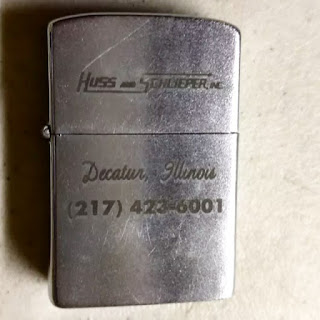 HUSS AND SCHLIEPER, INC.
Decatur, Illinois
(217) 423-6001